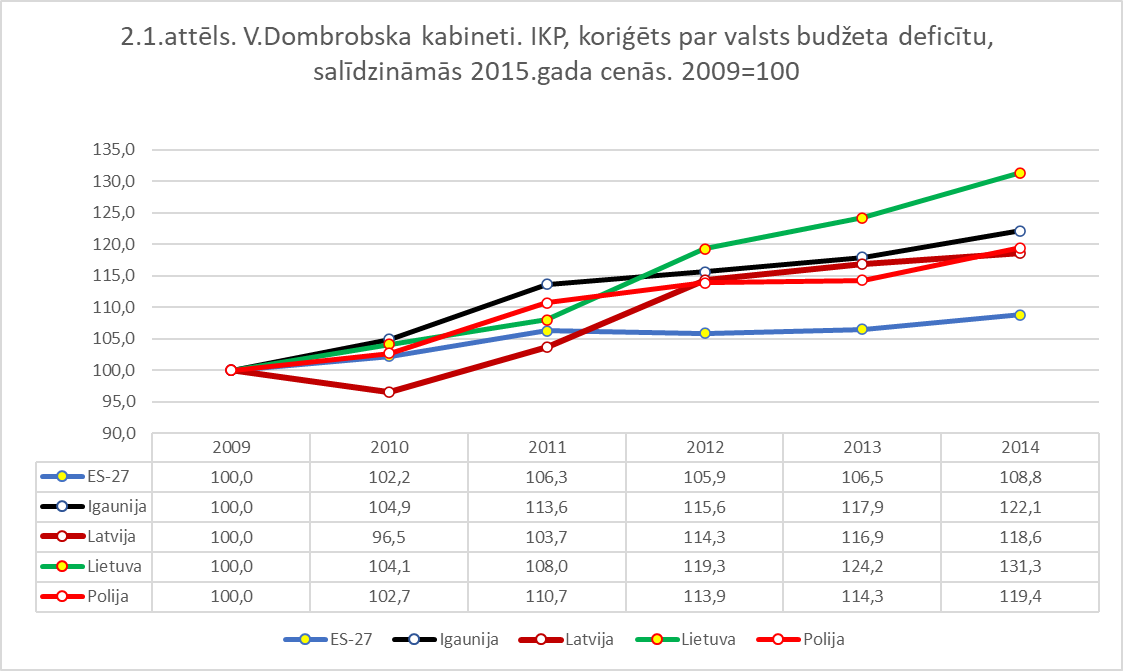 2.1.attēls. V.Dombrobska kabineti. IKP, koriģēts par valsts budžeta deficītu,
salīdzināmās 2015.gada cenās. 2009=100
135,0
130,0
125,0
120,0
115,0
110,0
105,0
100,0
95,0
90,0
2009 2010 2011 2012 2013 2014
ES-27 100,0 102,2 106,3 105,9 106,5 108,8
Igaunija 100,0 104,9 113,6 115,6 117,9 122,1
Latvija 100,0 96,5 103,7 114,3 116,9 118,6
Lietuva 100,0 104,1 108,0 119,3 124,2 131,3
Polija 100,0 102,7 110,7 113,9 114,3 119,4
ES-27 Igaunija Latvija Lietuva Polija